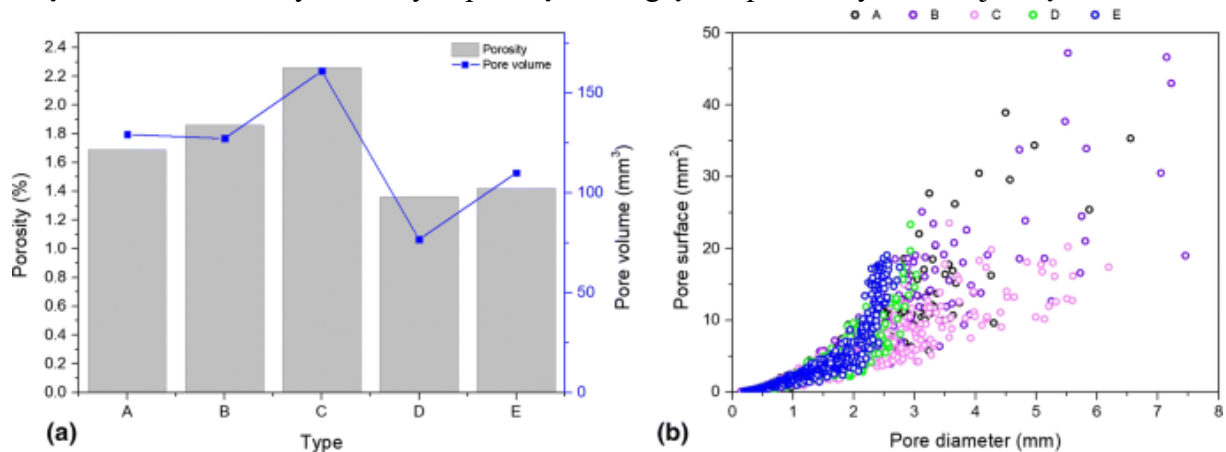 A B C D E
Porosity
Pore volume
2.4
2.2
2.0
1.8
1.6
1.4
1.2
1.0
0.8
0.6
0.4
0.2
0.0
Porosity (%)
150
100
50
0
Pore volume (mm³)
A B C D E
Type
(a)
50
40
30
20
10
0
Pore surface (mm²)
0 1 2 3 4 5 6 7 8
Pore diameter (mm)
(b)